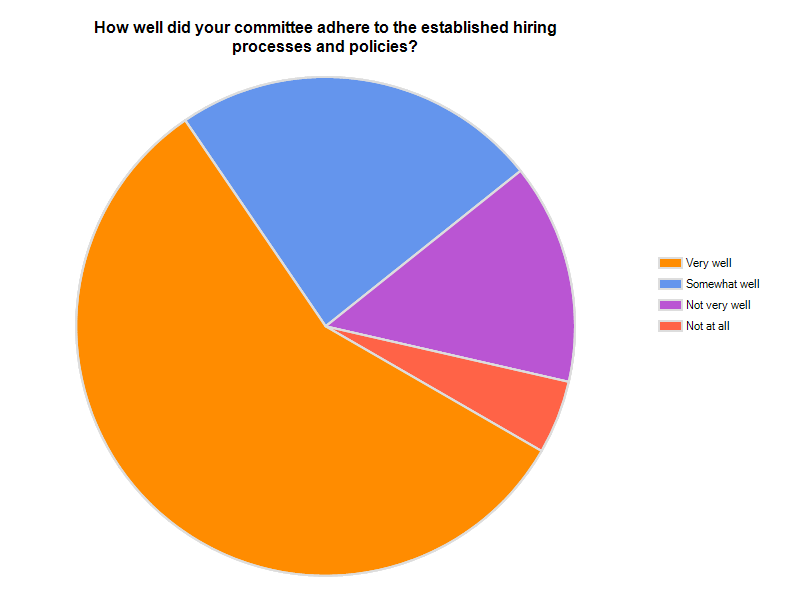 How well did your committee adhere to the established hiring
processes and policies?
Very well
Somewhat well
Not very well
Not at all